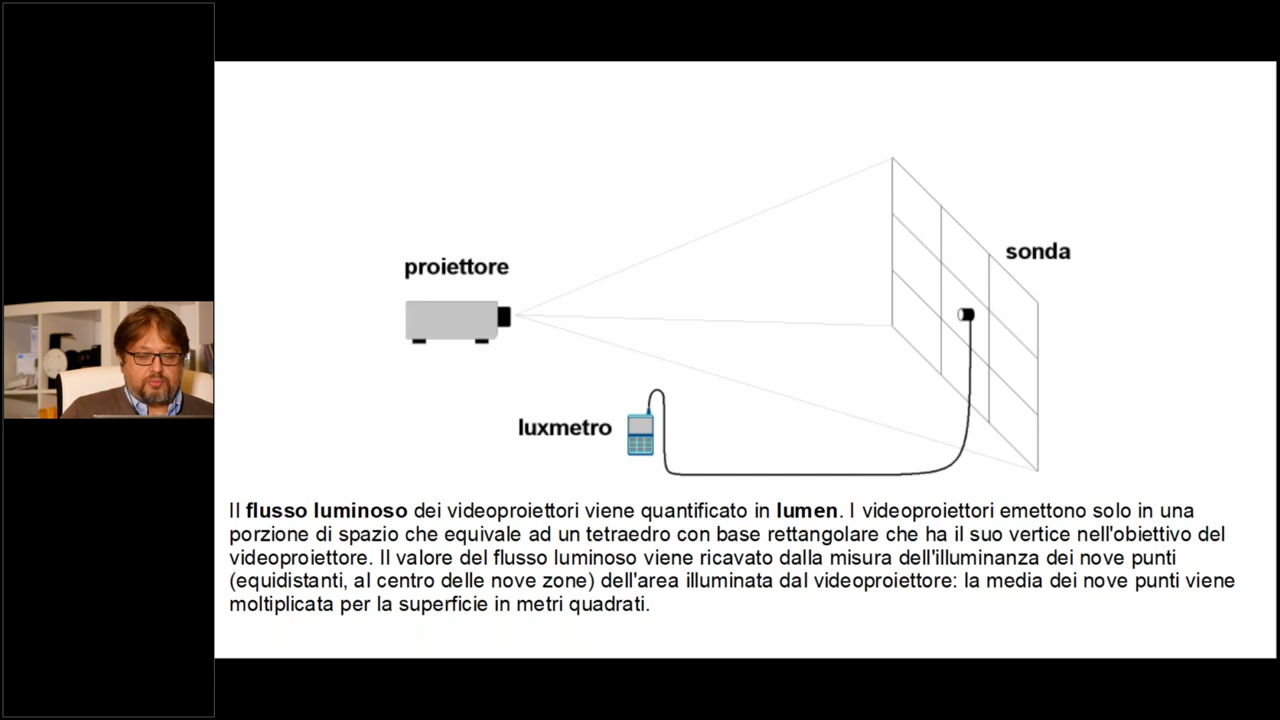 sonda
proiettore
luxmetro
Il flusso luminoso dei videoproiettori viene quantificato in lumen. I videoproiettori emettono solo in una
porzione di spazio che equivale ad un tetraedro con base rettangolare che ha il suo vertice nell'obiettivo del
videoproiettore. Il valore del flusso luminoso viene ricavato dalla misura dell'illuminanza dei nove punti
(equidistanti, al centro delle nove zone) dell'area illuminata dal videoproiettore: la media dei nove punti viene
moltiplicata per la superficie in metri quadrati.